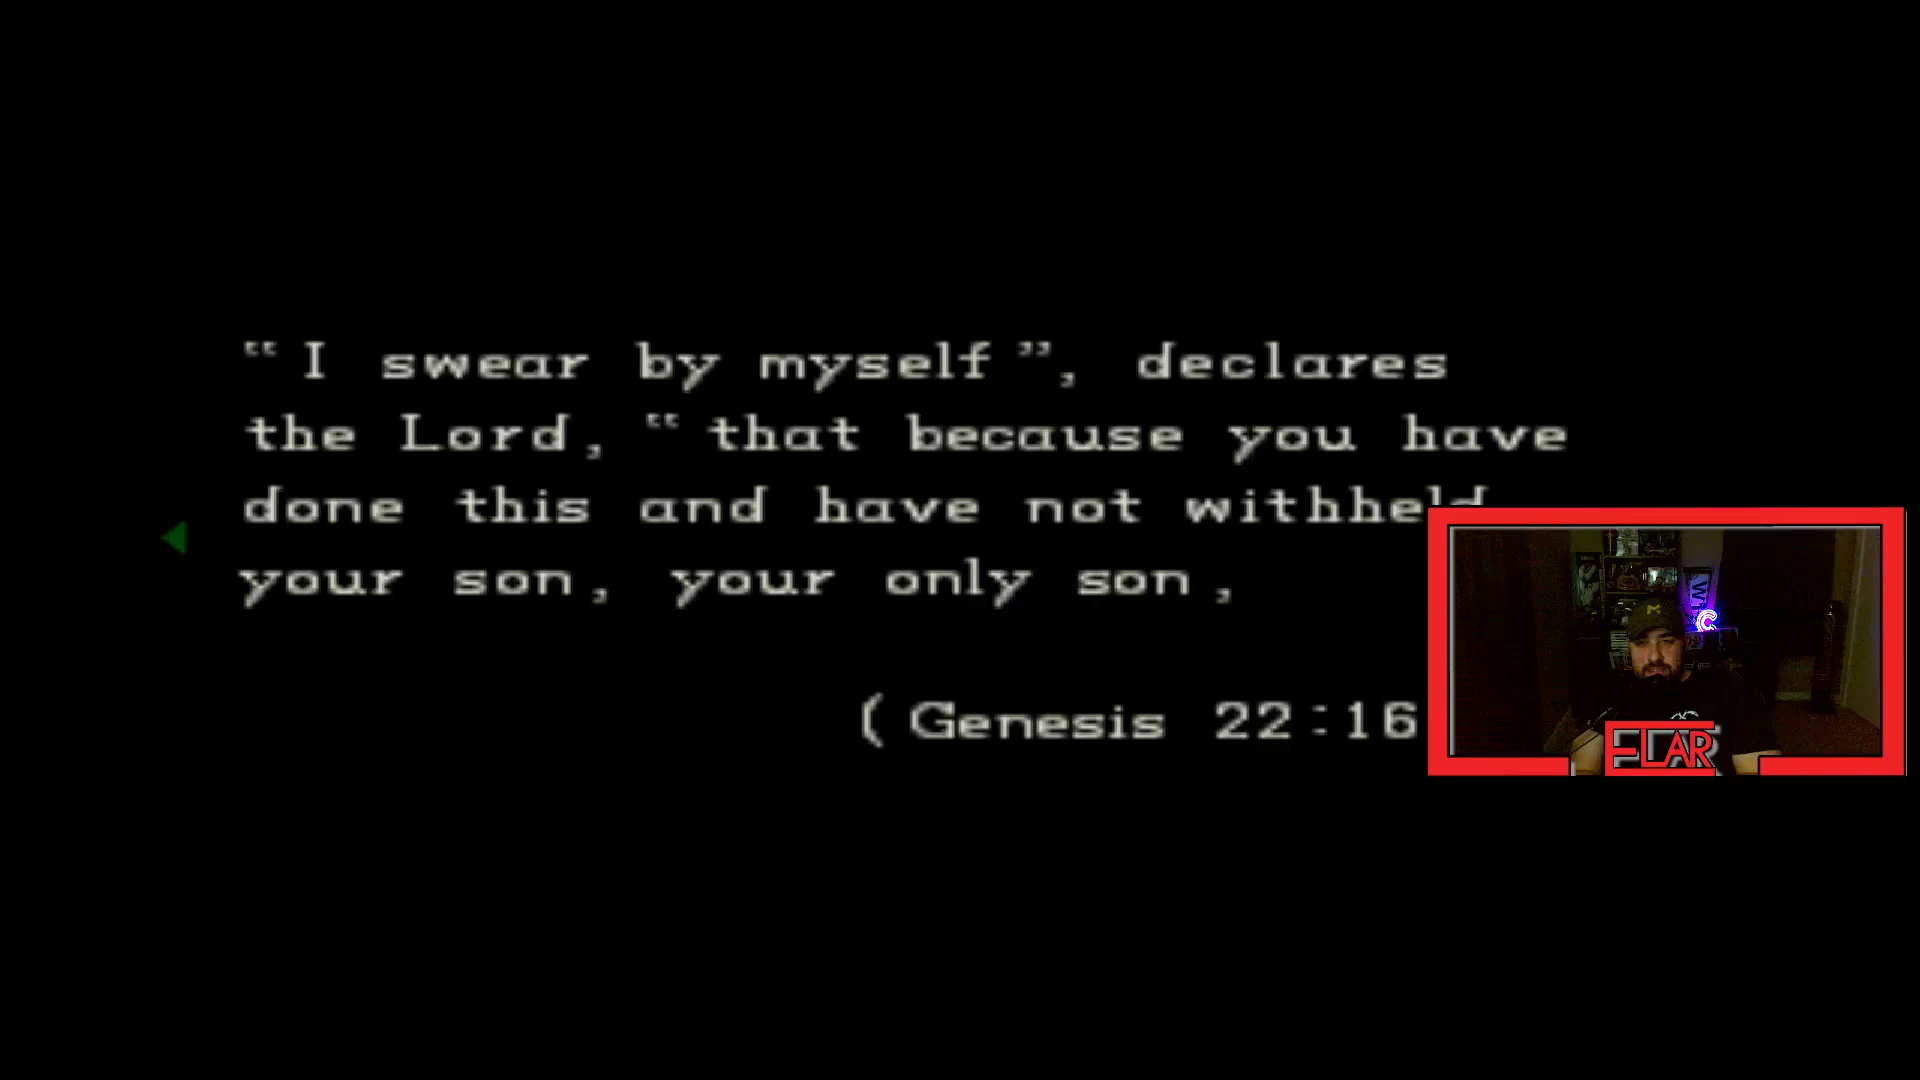 “I swear by myself”, declares
the Lord, “that because you have
done this and have not withheld
your son, your only son,
(Genesis 22:16
W
C
ELAR